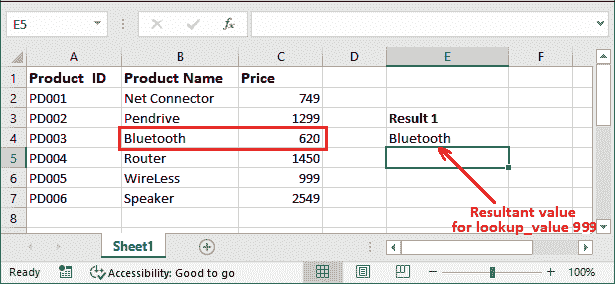 E5
fx
A B C D E F
1 Product ID Product Name Price
2 PD001 Net Connector 749
3 PD002 Pendrive 1299 Result 1
4 PD003 Bluetooth 620 Bluetooth
5 PD004 Router 1450
6 PD005 WireLess 999
7 PD006 Speaker 2549
8
Resultant value
for lookup_value 999
Sheet1
Ready Accessibility: Good to go 100%